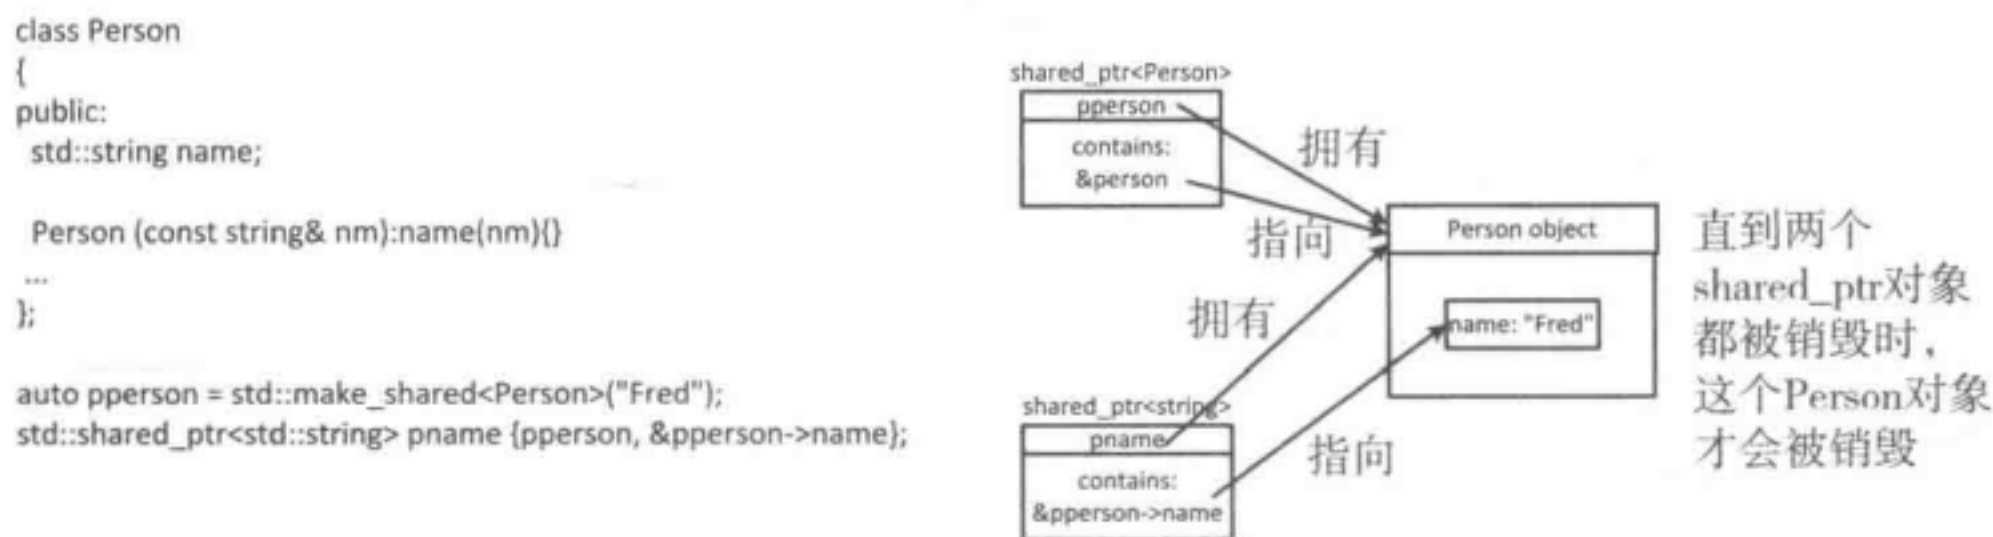 class Person
{
public:
std::string name;
Person (const string& nm):name(nm){}
...
};
auto pperson = std::make_shared<Person>("Fred");
std::shared_ptr<std::string> pname {pperson, &pperson->name};
shared_ptr<Person>
pperson
contains:
&person
拥有
指向
Person object
name: "Fred"
拥有
shared_ptr<string>
pname
contains:
&pperson->name
指向
直到两个
shared_ptr对象
都被销毁时，
这个Person对象
才会被销毁